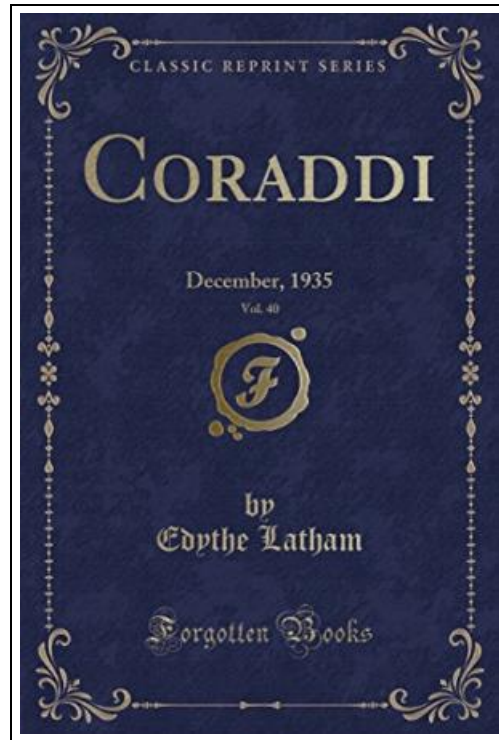 CLASSIC REPRINT SERIES
CORADDI
December, 1935
Vol. 40
F
by
Edythe Latham
Forgotten Books